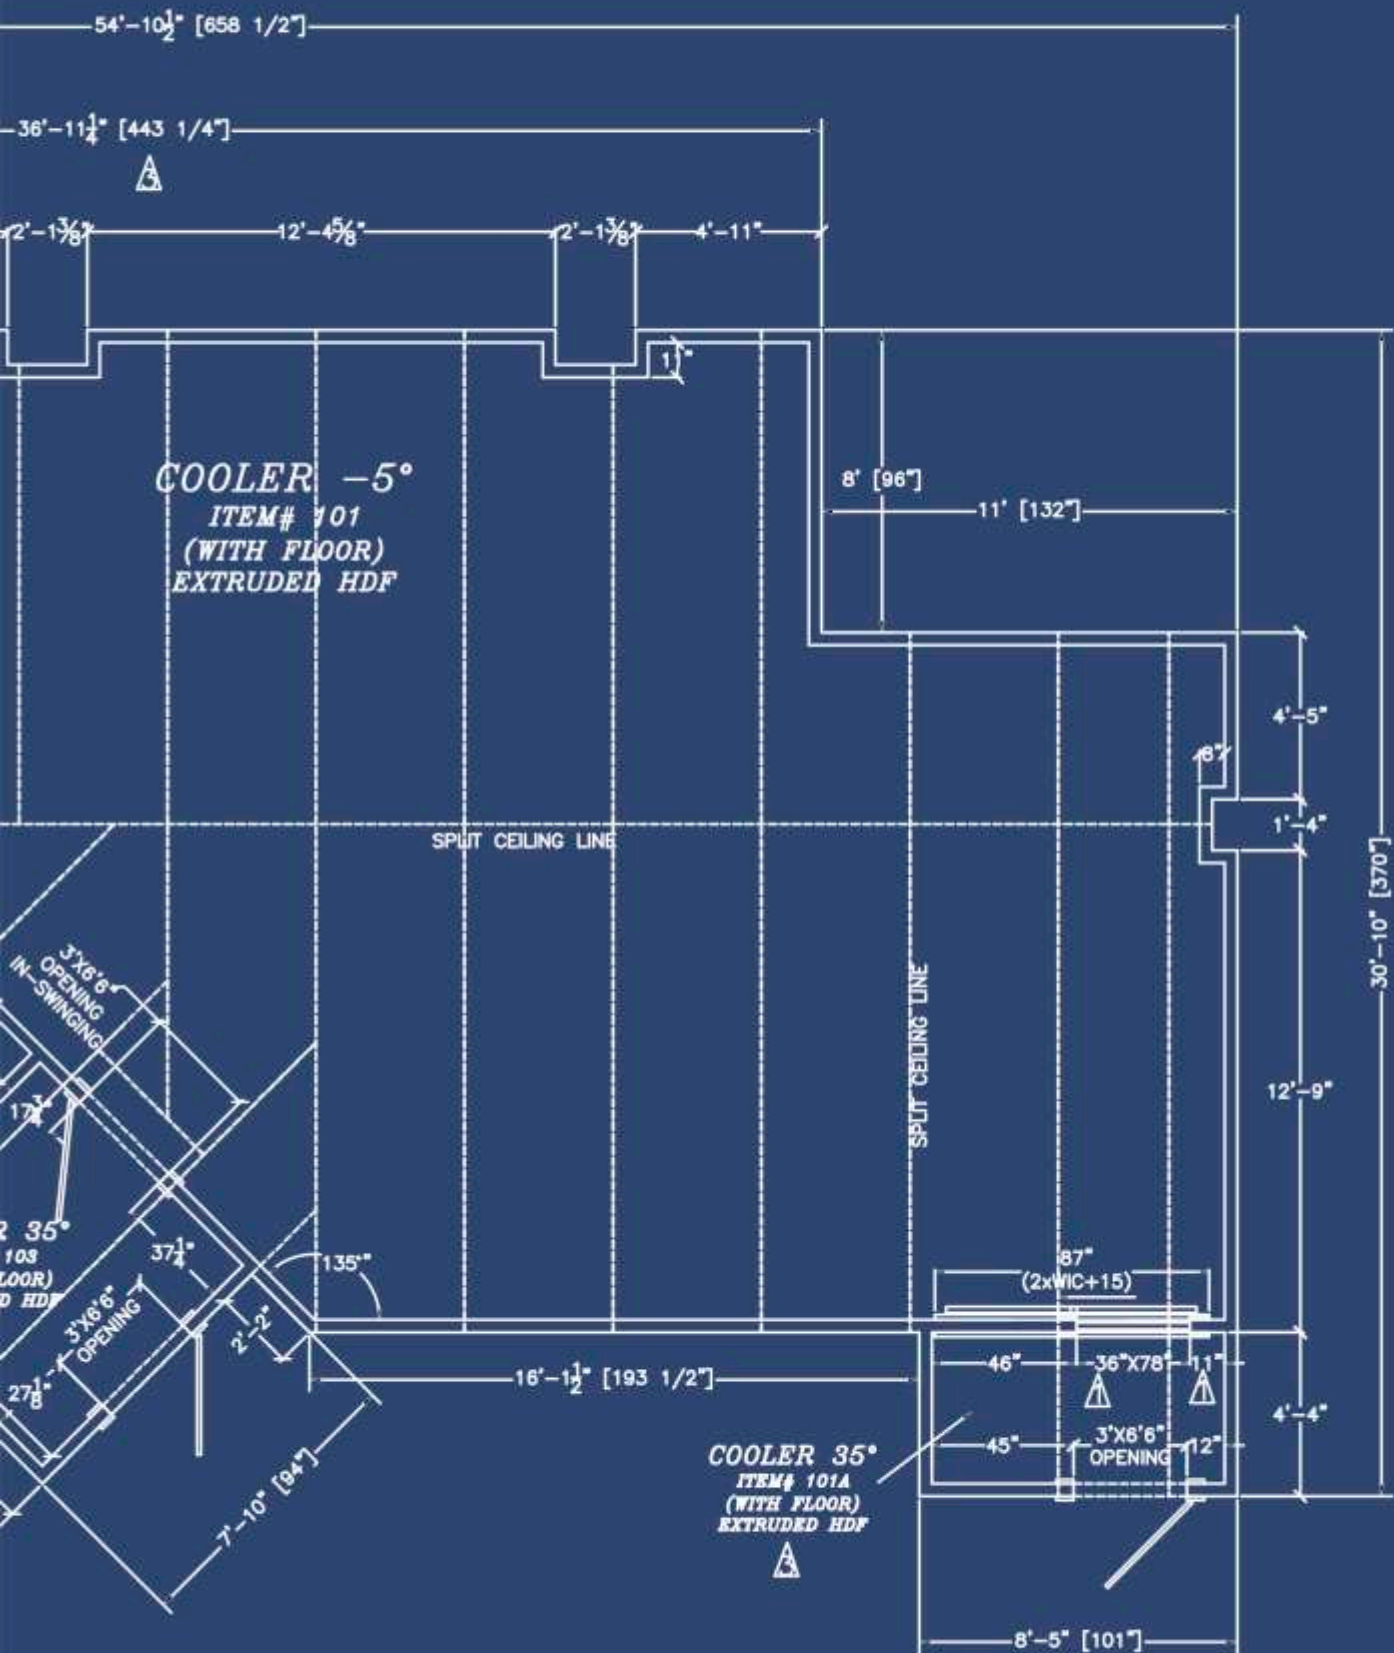 54'-10½" [658 1/2"]
36'-11¼" [443 1/4"]
3
2'-1⅜"
12'-4⅝"
2'-1⅜"
4'-11"
11"
COOLER -5°
ITEM# 101
(WITH FLOOR)
EXTRUDED HDF
8' [96"]
11' [132"]
4'-5"
8"
1'-4"
SPLIT CEILING LINE
30'-10" [370"]
3'X6'6"
OPENING
IN-SWINGING
SPLIT CEILING LINE
12'-9"
17¾"
R 35°
103
LOOR)
D HDF
37¼"
135°
87"
(2xWIC+15)
3'X6'6"
OPENING
2'-2"
27⅛"
16'-1½" [193 1/2"]
46"
36"X78"
11"
1
1
4'-4"
45"
3'X6'6"
OPENING
12"
COOLER 35°
ITEM# 101A
(WITH FLOOR)
EXTRUDED HDF
3
7'-10" [94"]
8'-5" [101"]